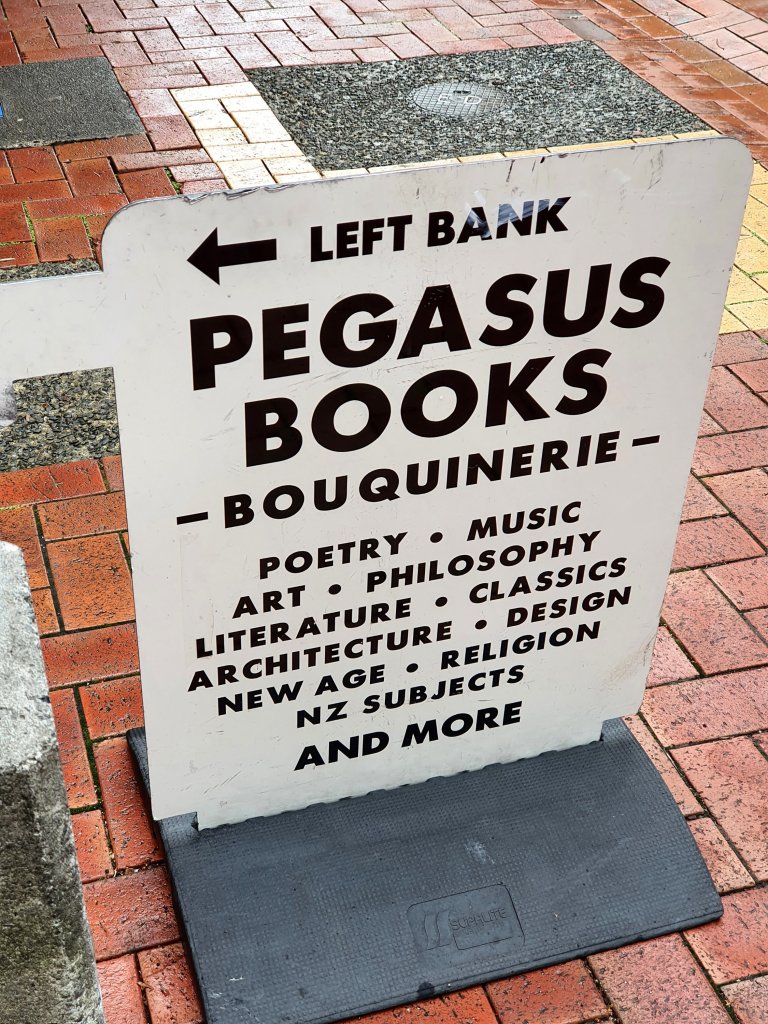 ← LEFT BANK
PEGASUS
BOOKS
– BOUQUINERIE –
POETRY • MUSIC
ART • PHILOSOPHY
LITERATURE • CLASSICS
ARCHITECTURE • DESIGN
NEW AGE • RELIGION
NZ SUBJECTS
AND MORE
SUPALITE